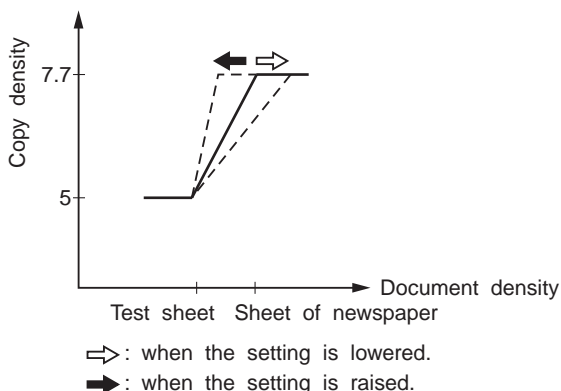 Copy density
7.7
5
Document density
Test sheet Sheet of newspaper
: when the setting is lowered.
: when the setting is raised.